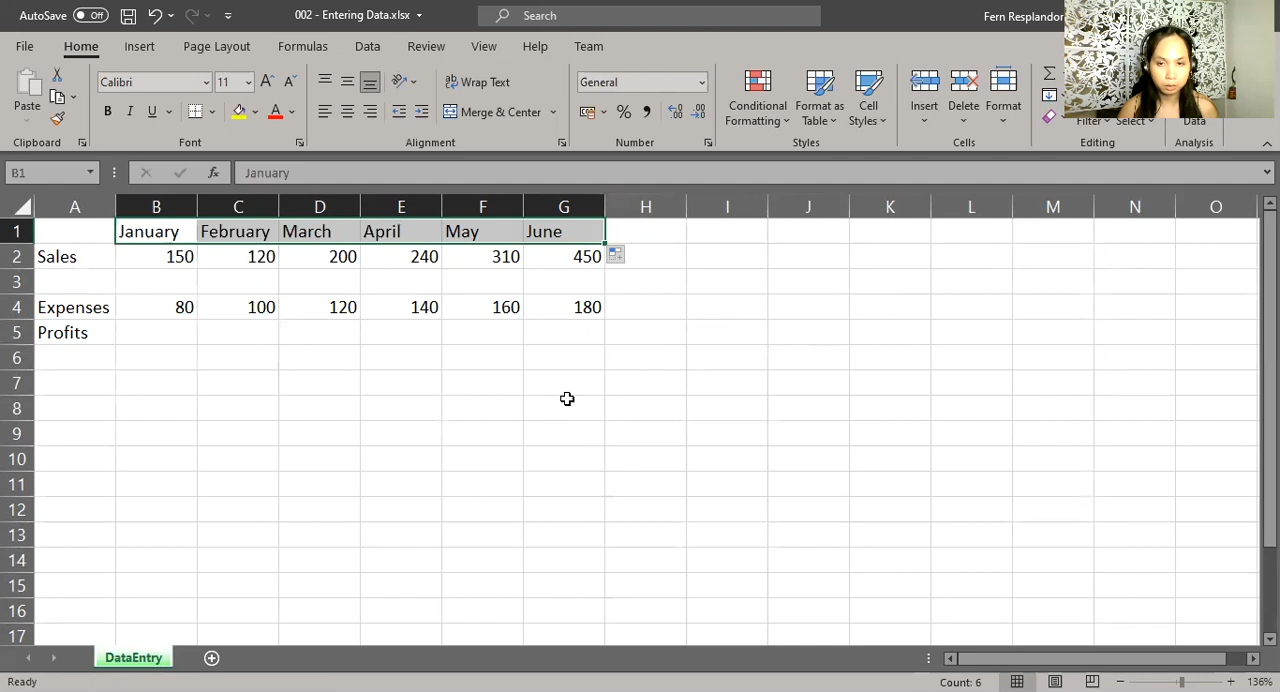 AutoSave Off 002 - Entering Data.xlsx Search Fern Resplandor
File Home Insert Page Layout Formulas Data Review View Help Team
Paste Calibri 11 A A Wrap Text General Conditional Formatting Format as Table Cell Styles Insert Delete Format
B I U A Merge & Center % Filter Select Data
Clipboard Font Alignment Number Styles Cells Editing Analysis
B1 fx January
A B C D E F G H I J K L M N O
1 January February March April May June
2 Sales 150 120 200 240 310 450
3
4 Expenses 80 100 120 140 160 180
5 Profits
6
7
8
9
10
11
12
13
14
15
16
17
DataEntry
Ready Count: 6 136%